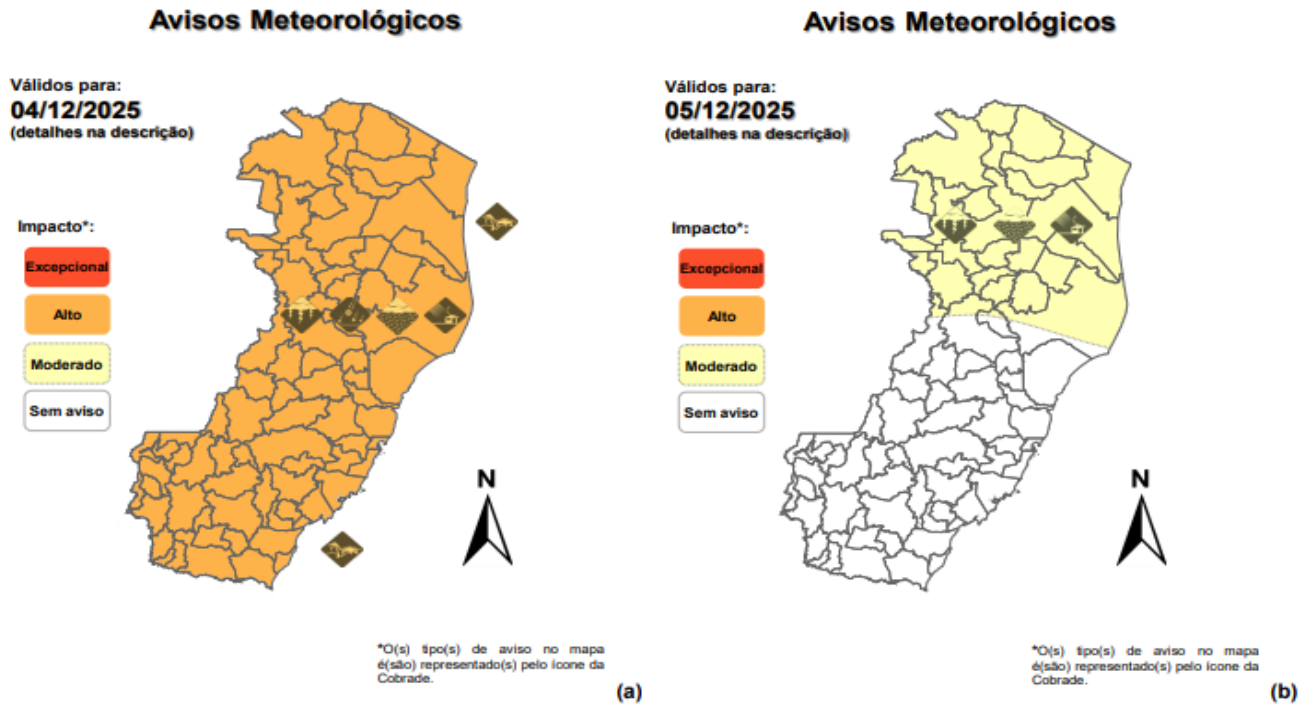 Avisos Meteorológicos
Válidos para:
04/12/2025
(detalhes na descrição)
Impacto*:
Excepcional
Alto
Moderado
Sem aviso
N
*O(s) tipo(s) de aviso no mapa
é(são) representado(s) pelo ícone da
Cobrade.
(a)
Avisos Meteorológicos
Válidos para:
05/12/2025
(detalhes na descrição)
Impacto*:
Excepcional
Alto
Moderado
Sem aviso
N
*O(s) tipo(s) de aviso no mapa
é(são) representado(s) pelo ícone da
Cobrade.
(b)